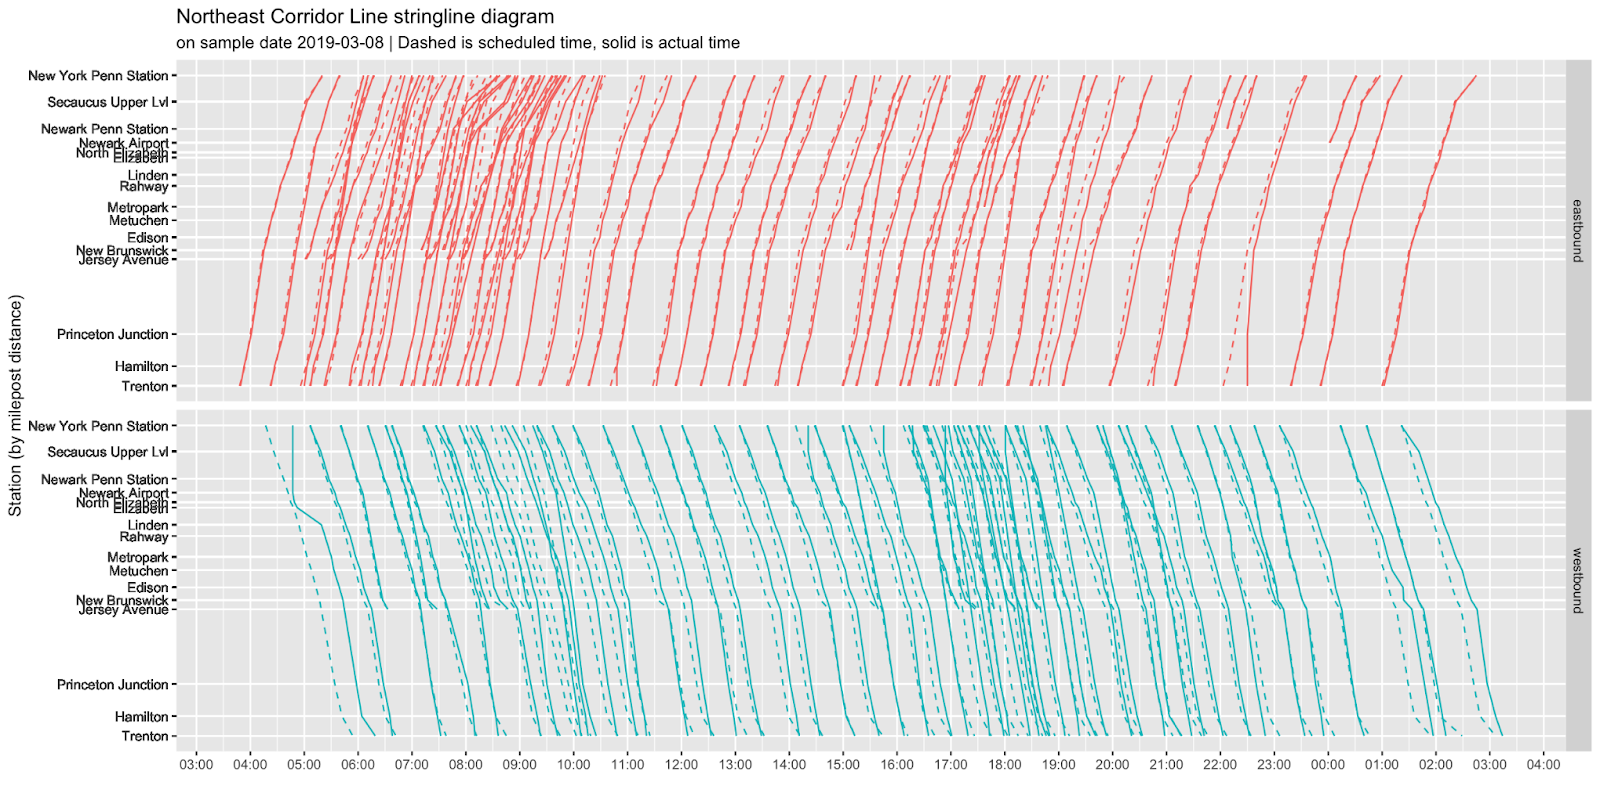 Northeast Corridor Line stringline diagram
on sample date 2019-03-08 | Dashed is scheduled time, solid is actual time
Station (by milepost distance)
New York Penn Station
Secaucus Upper Lvl
Newark Penn Station
Newark Airport
North Elizabeth
Elizabeth
Linden
Rahway
Metropark
Metuchen
Edison
New Brunswick
Jersey Avenue
Princeton Junction
Hamilton
Trenton
eastbound
New York Penn Station
Secaucus Upper Lvl
Newark Penn Station
Newark Airport
North Elizabeth
Elizabeth
Linden
Rahway
Metropark
Metuchen
Edison
New Brunswick
Jersey Avenue
Princeton Junction
Hamilton
Trenton
westbound
03:00 04:00 05:00 06:00 07:00 08:00 09:00 10:00 11:00 12:00 13:00 14:00 15:00 16:00 17:00 18:00 19:00 20:00 21:00 22:00 23:00 00:00 01:00 02:00 03:00 04:00